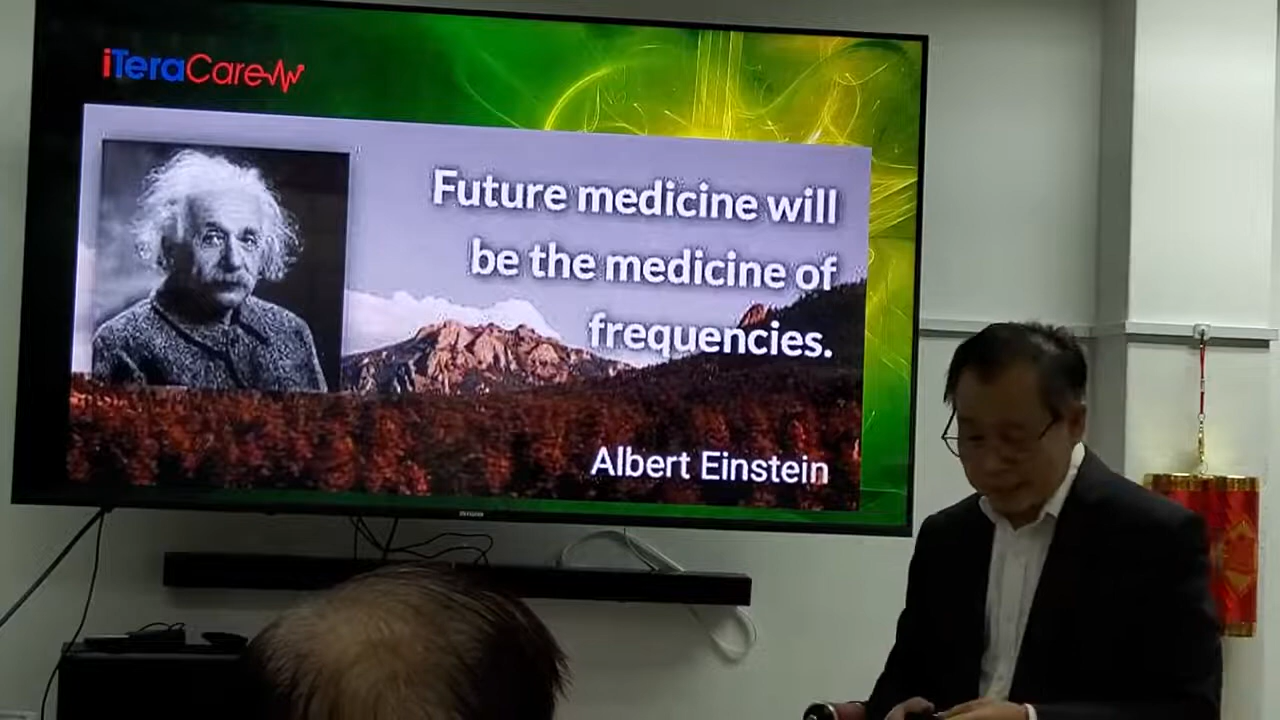 iTeraCare
Future medicine will
be the medicine of
frequencies.
Albert Einstein